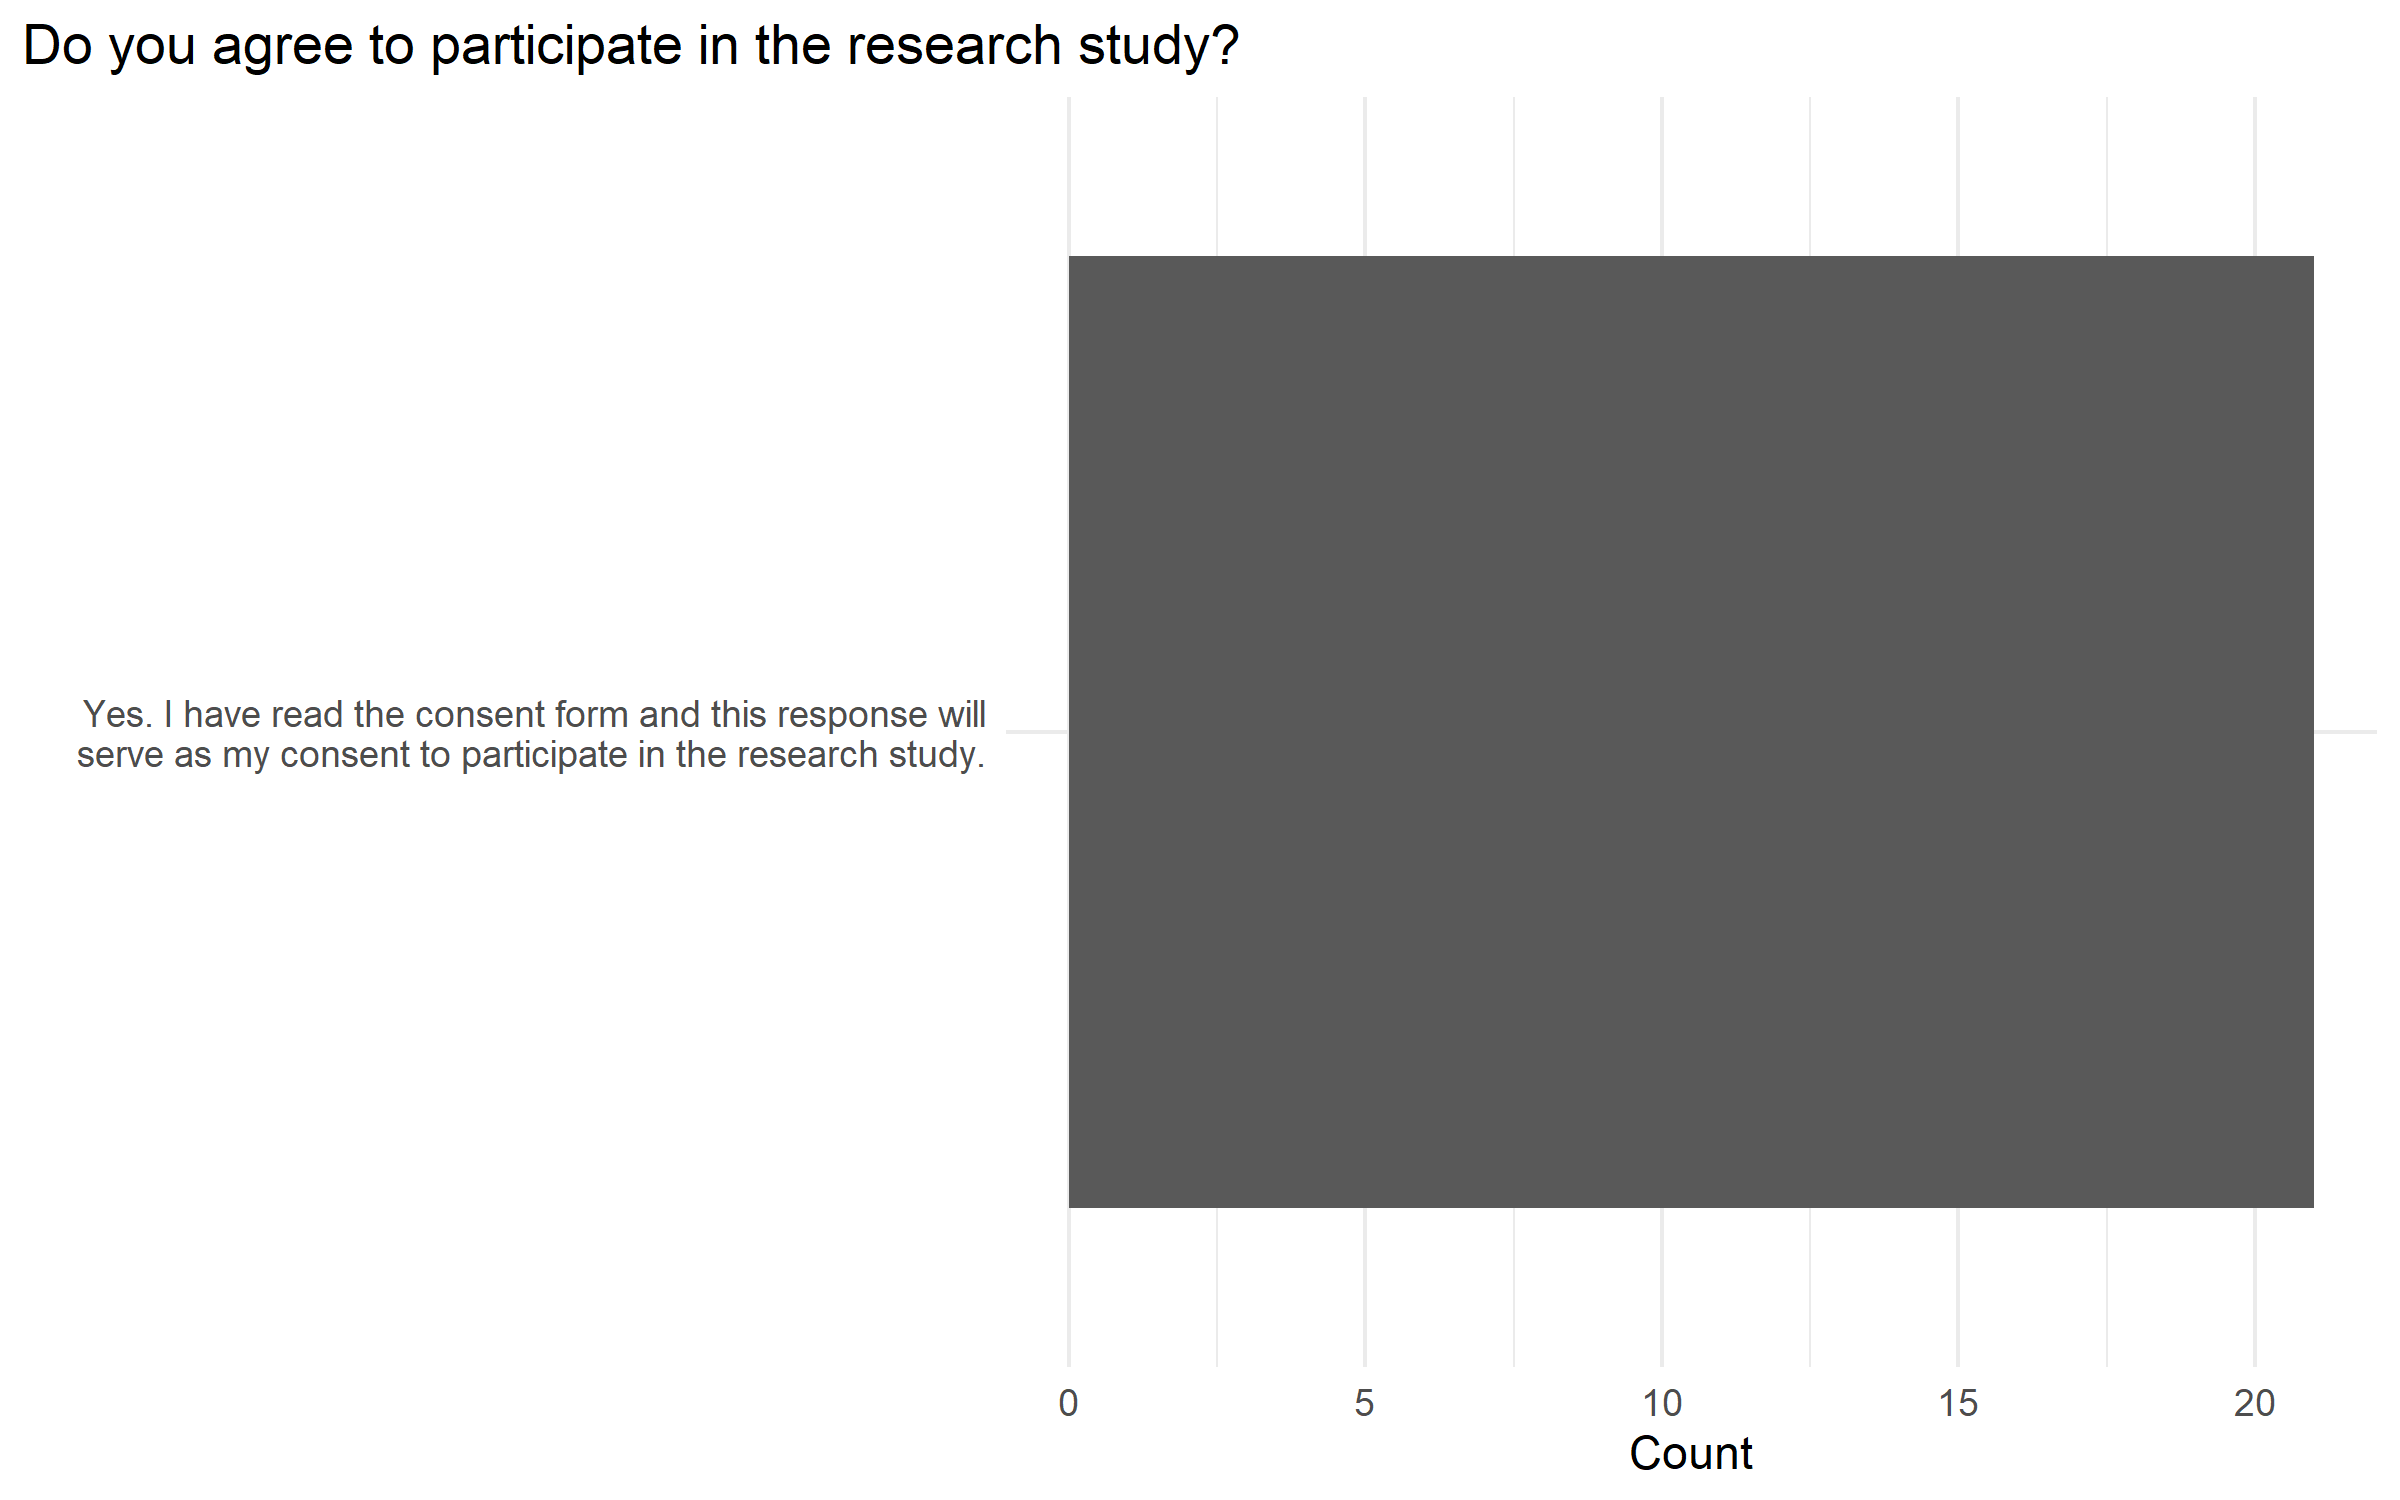 Do you agree to participate in the research study?
Yes. I have read the consent form and this response will
serve as my consent to participate in the research study.
0 5 10 15 20
Count